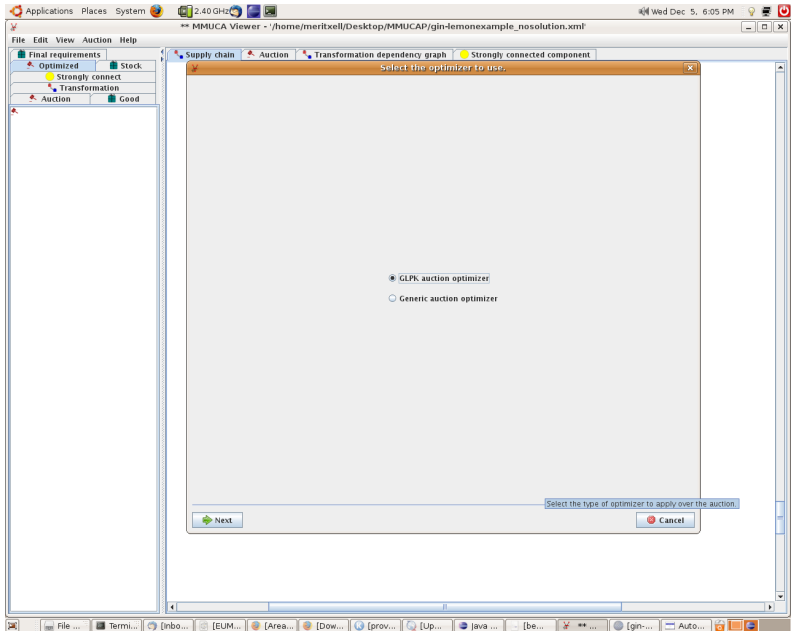 Applications Places System 2.40 GHz Wed Dec 5, 6:05 PM
** MMUCA Viewer - '/home/meritxell/Desktop/MMUCAP/gin-lemonexample_nosolution.xml'
File Edit View Auction Help
Final requirements
Optimized Stock
Strongly connect
Transformation
Auction Good
Supply chain Auction Transformation dependency graph Strongly connected component
Select the optimizer to use:
GLPK auction optimizer
Generic auction optimizer
Select the type of optimizer to apply over the auction.
Next Cancel
File ... Termi... [Inbo... [EUM... [Area... [Dow... [prov... [Up... Java ... [be... ** ... [gin-... Auto...